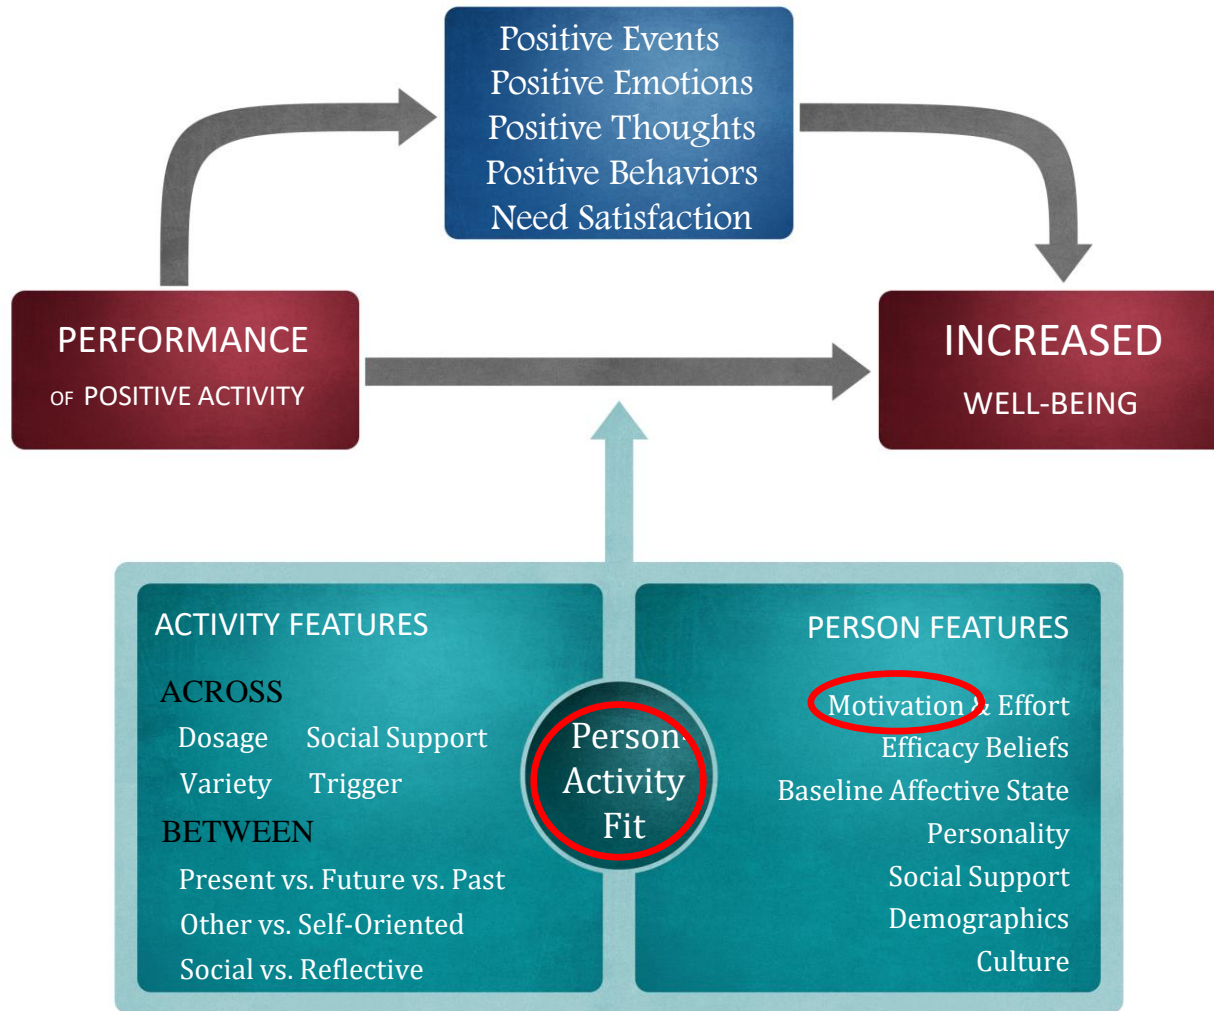 Positive Events
Positive Emotions
Positive Thoughts
Positive Behaviors
Need Satisfaction
PERFORMANCE
OF POSITIVE ACTIVITY
INCREASED
WELL-BEING
ACTIVITY FEATURES
ACROSS
Dosage Social Support
Variety Trigger
BETWEEN
Present vs. Future vs. Past
Other vs. Self-Oriented
Social vs. Reflective
Person-
Activity
Fit
PERSON FEATURES
Motivation & Effort
Efficacy Beliefs
Baseline Affective State
Personality
Social Support
Demographics
Culture